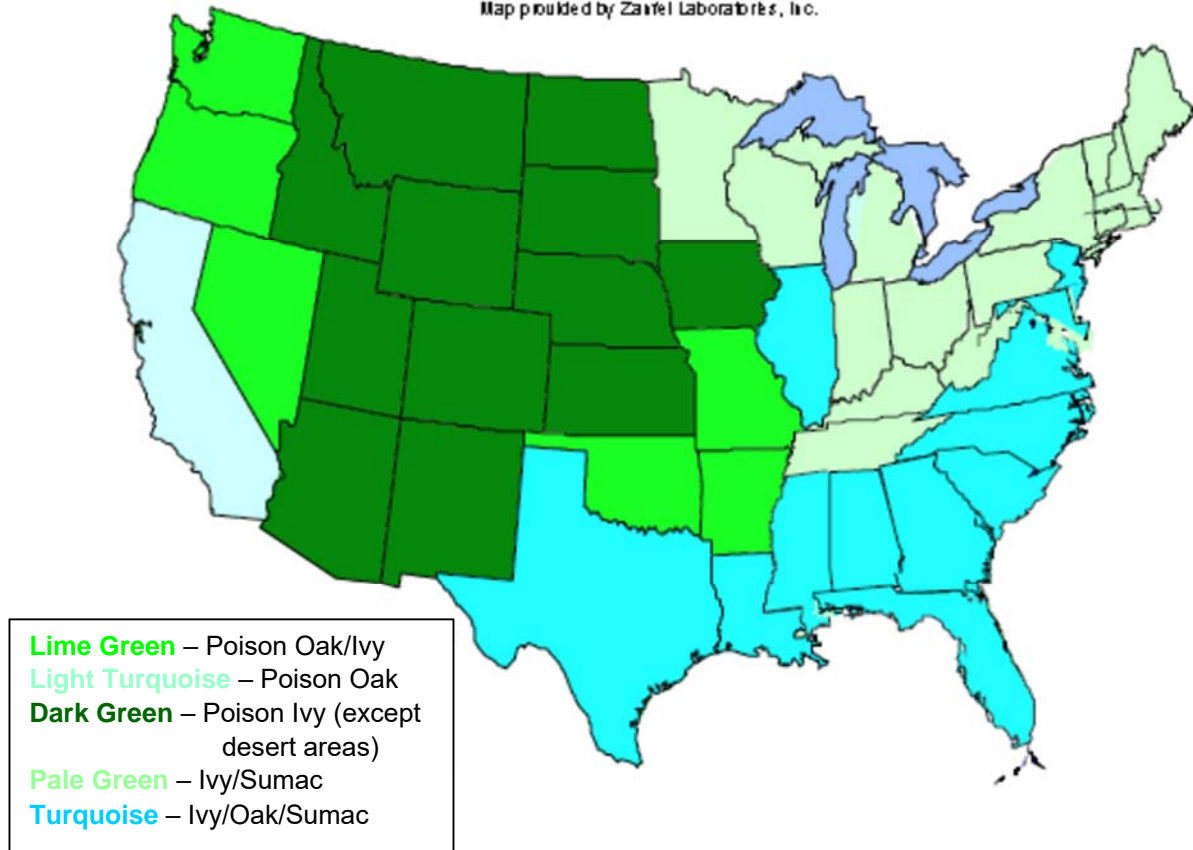 Map provided by Zanfel Laboratories, Inc.
Lime Green – Poison Oak/Ivy
Light Turquoise – Poison Oak
Dark Green – Poison Ivy (except
desert areas)
Pale Green – Ivy/Sumac
Turquoise – Ivy/Oak/Sumac